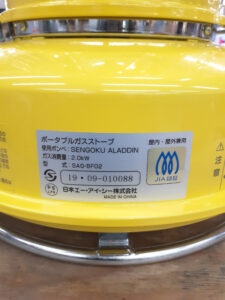 ポータブルガスストーブ
使用ボンベ：SENGOKU ALADDIN
ガス消費量：2.0kW
型 式：SAG-BF02
屋内・屋外兼用
JIA認証
19・09-010088
日本エー・アイ・シー株式会社
MADE IN CHINA
注意